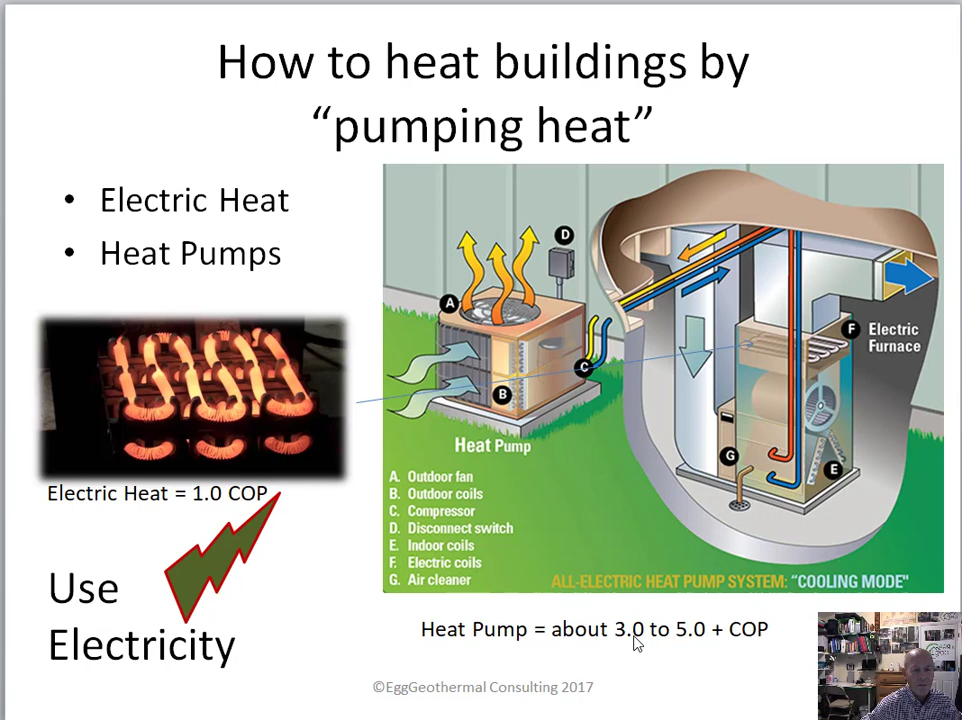 How to heat buildings by
“pumping heat”
• Electric Heat
• Heat Pumps
Electric Heat = 1.0 COP
Use
Electricity
A
B
C
D
E
F
G
Electric
Furnace
Heat Pump
A. Outdoor fan
B. Outdoor coils
C. Compressor
D. Disconnect switch
E. Indoor coils
F. Electric coils
G. Air cleaner
ALL-ELECTRIC HEAT PUMP SYSTEM: “COOLING MODE"
Heat Pump = about 3.0 to 5.0 + COP
©EggGeothermal Consulting 2017